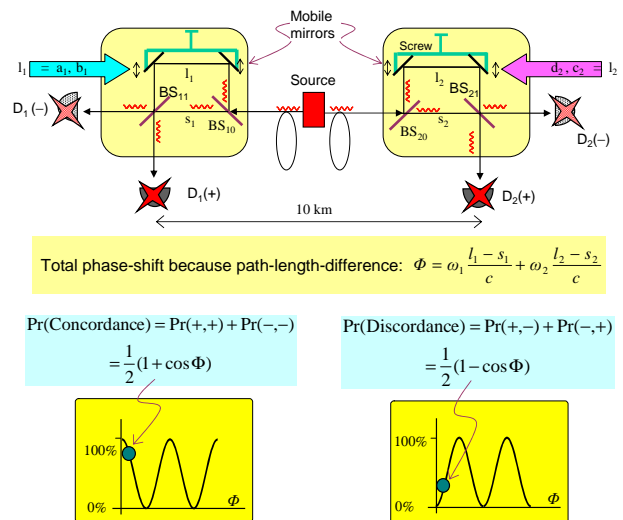 Mobile
mirrors
l₁ = a₁, b₁
l₁
Screw
l₂
d₂, c₂ = l₂
Source
BS₁₁
BS₂₁
D₁(–)
s₁
BS₁₀
BS₂₀
s₂
D₂(–)
D₁(+)
D₂(+)
10 km
Total phase-shift because path-length-difference: Φ = ω₁ (l₁ − s₁)/c + ω₂ (l₂ − s₂)/c
Pr(Concordance) = Pr(+,+) + Pr(–,–)
= 1/2 (1 + cos Φ)
Pr(Discordance) = Pr(+,–) + Pr(–,+)
= 1/2 (1 − cos Φ)
100%
0%
Φ
100%
0%
Φ